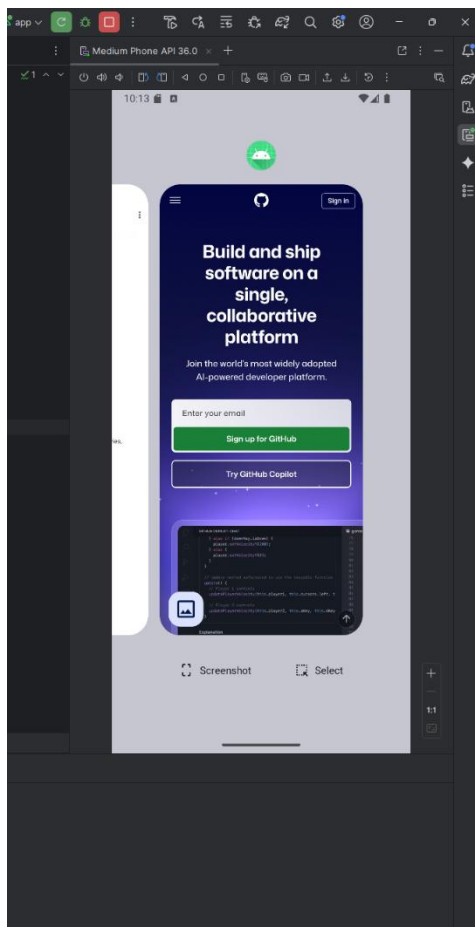 app
Medium Phone API 36.0
1
10:13
Sign in
Build and ship
software on a
single,
collaborative
platform
Join the world's most widely adopted
AI-powered developer platform.
Enter your email
Sign up for GitHub
Try GitHub Copilot
Explanation
Screenshot
Select
1:1